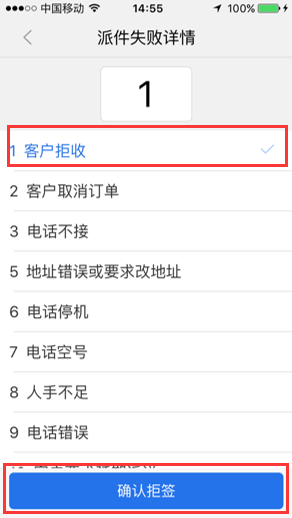 中国移动 14:55 100%
派件失败详情
1
1 客户拒收
2 客户取消订单
3 电话不接
5 地址错误或要求改地址
6 电话停机
7 电话空号
8 人手不足
9 电话错误
确认拒签